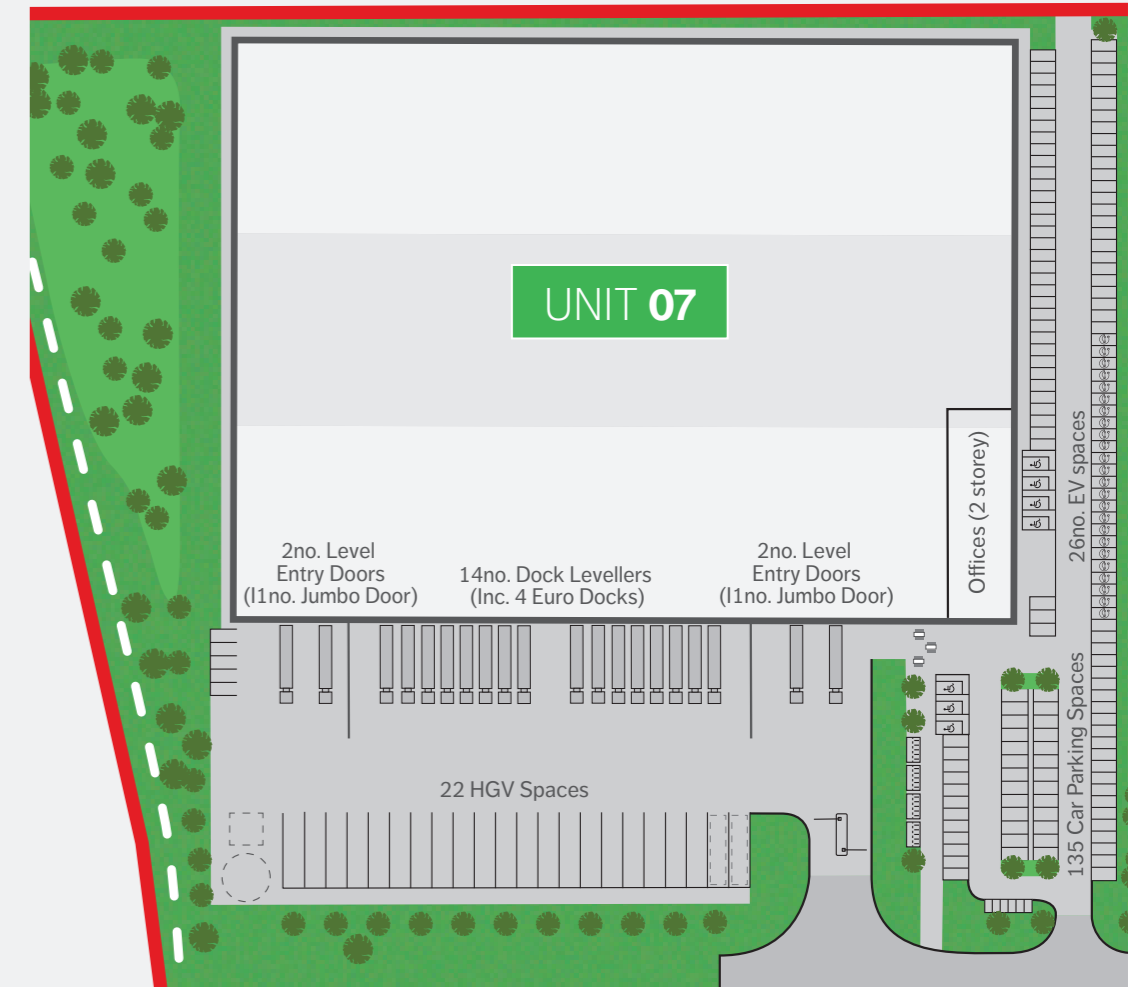 UNIT 07
Offices (2 storey)
26no. EV spaces
2no. Level
Entry Doors
(I1no. Jumbo Door)
14no. Dock Levellers
(Inc. 4 Euro Docks)
2no. Level
Entry Doors
(I1no. Jumbo Door)
135 Car Parking Spaces
22 HGV Spaces